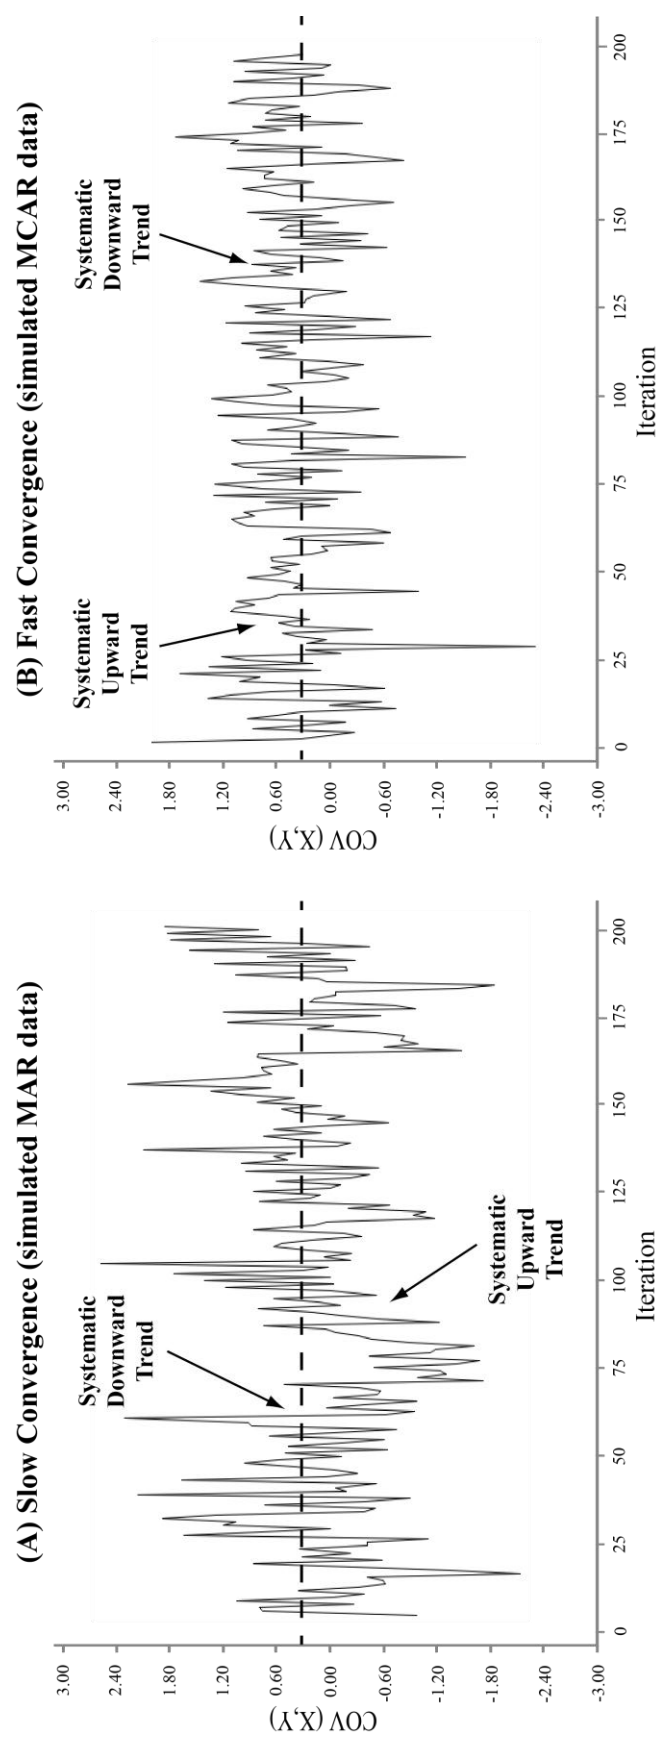 (A) Slow Convergence (simulated MAR data)
3.00
2.40
1.80
1.20
0.60
0.00
-0.60
-1.20
-1.80
-2.40
-3.00
COV (X,Y)
Systematic
Downward
Trend
Systematic
Upward
Trend
0
25
50
75
100
125
150
175
200
Iteration
(B) Fast Convergence (simulated MCAR data)
3.00
2.40
1.80
1.20
0.60
0.00
-0.60
-1.20
-1.80
-2.40
-3.00
COV (X,Y)
Systematic
Upward
Trend
Systematic
Downward
Trend
0
25
50
75
100
125
150
175
200
Iteration